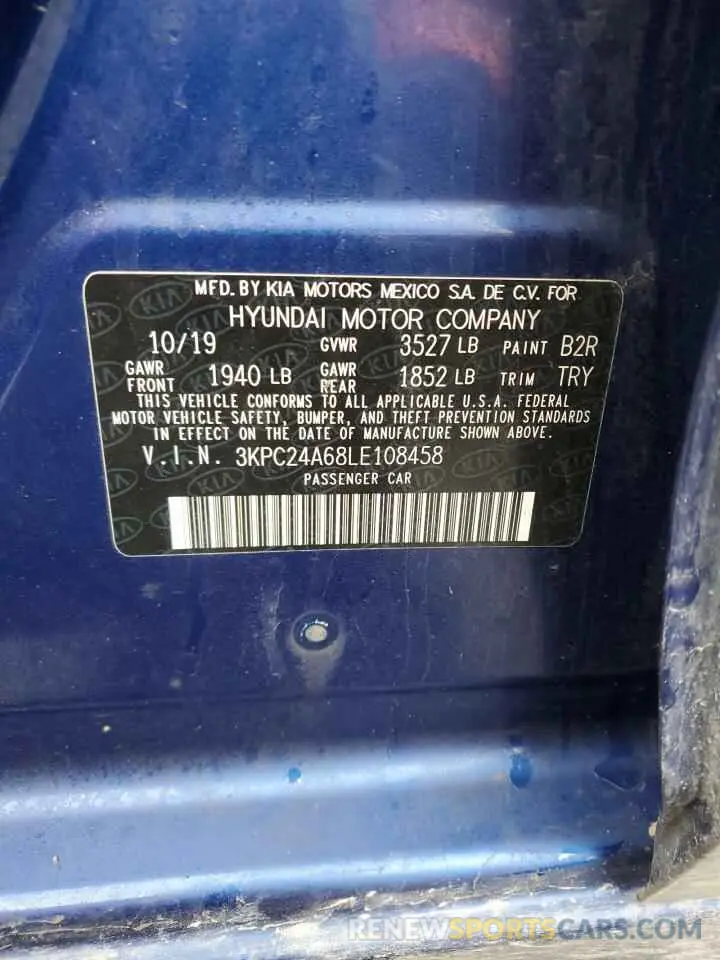 MFD. BY KIA MOTORS MEXICO S.A. DE C.V. FOR
HYUNDAI MOTOR COMPANY
10/19 GVWR 3527 LB PAINT B2R
GAWR FRONT 1940 LB GAWR REAR 1852 LB TRIM TRY
THIS VEHICLE CONFORMS TO ALL APPLICABLE U.S.A. FEDERAL
MOTOR VEHICLE SAFETY, BUMPER, AND THEFT PREVENTION STANDARDS
IN EFFECT ON THE DATE OF MANUFACTURE SHOWN ABOVE.
V.I.N. 3KPC24A68LE108458
PASSENGER CAR
RENEWSPORTSCARS.COM